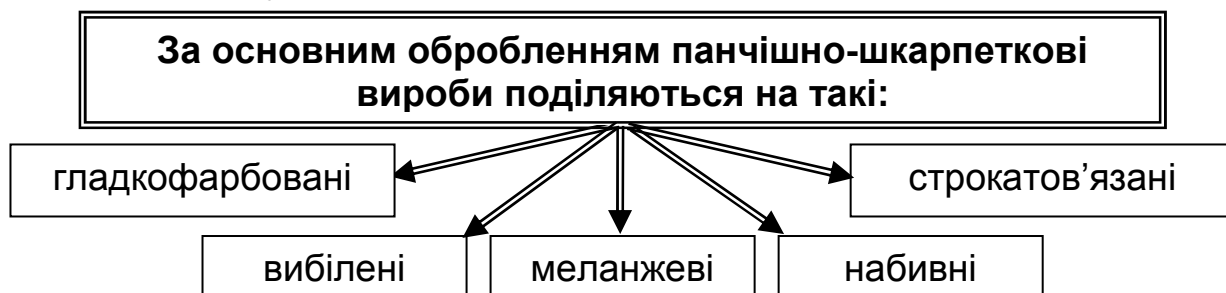 За основним обробленням панчішно-шкарпеткові
вироби поділяються на такі:
гладкофарбовані
строкатов’язані
вибілені
меланжеві
набивні